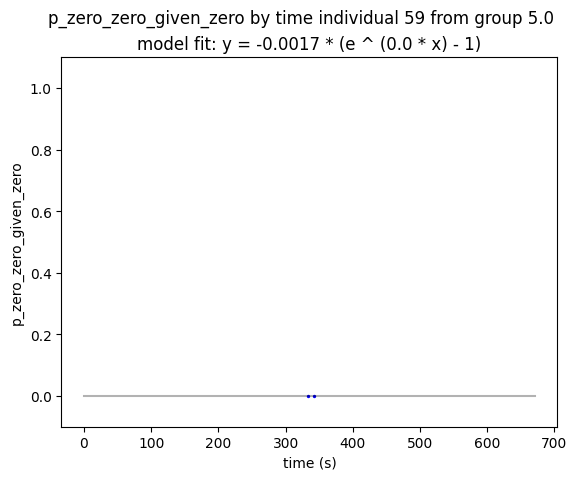 p_zero_zero_given_zero by time individual 59 from group 5.0
model fit: y = -0.0017 * (e ^ (0.0 * x) - 1)
1.0
0.8
0.6
0.4
0.2
0.0
p_zero_zero_given_zero
0 100 200 300 400 500 600 700
time (s)